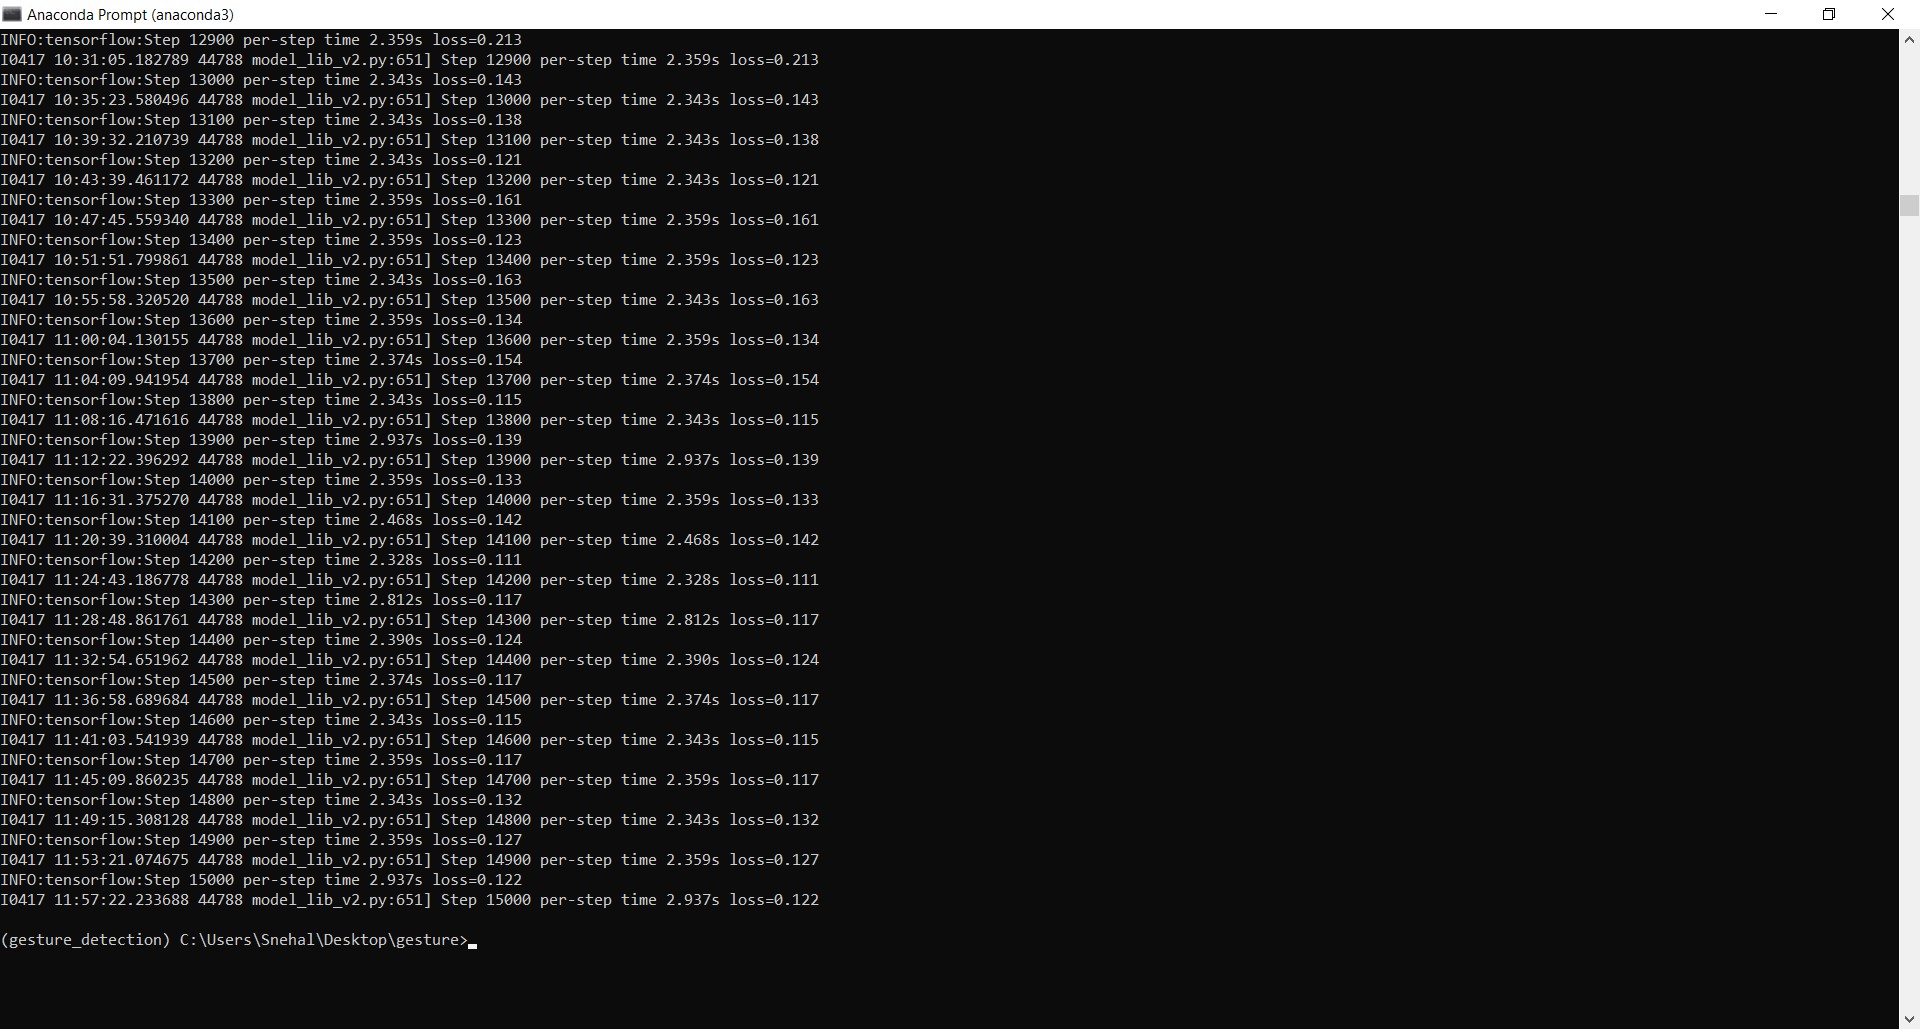 Anaconda Prompt (anaconda3)
INFO:tensorflow:Step 12900 per-step time 2.359s loss=0.213
I0417 10:31:05.182789 44788 model_lib_v2.py:651] Step 12900 per-step time 2.359s loss=0.213
INFO:tensorflow:Step 13000 per-step time 2.343s loss=0.143
I0417 10:35:23.580496 44788 model_lib_v2.py:651] Step 13000 per-step time 2.343s loss=0.143
INFO:tensorflow:Step 13100 per-step time 2.343s loss=0.138
I0417 10:39:32.210739 44788 model_lib_v2.py:651] Step 13100 per-step time 2.343s loss=0.138
INFO:tensorflow:Step 13200 per-step time 2.343s loss=0.121
I0417 10:43:39.461172 44788 model_lib_v2.py:651] Step 13200 per-step time 2.343s loss=0.121
INFO:tensorflow:Step 13300 per-step time 2.359s loss=0.161
I0417 10:47:45.559340 44788 model_lib_v2.py:651] Step 13300 per-step time 2.359s loss=0.161
INFO:tensorflow:Step 13400 per-step time 2.359s loss=0.123
I0417 10:51:51.799861 44788 model_lib_v2.py:651] Step 13400 per-step time 2.359s loss=0.123
INFO:tensorflow:Step 13500 per-step time 2.343s loss=0.163
I0417 10:55:58.320520 44788 model_lib_v2.py:651] Step 13500 per-step time 2.343s loss=0.163
INFO:tensorflow:Step 13600 per-step time 2.359s loss=0.134
I0417 11:00:04.130155 44788 model_lib_v2.py:651] Step 13600 per-step time 2.359s loss=0.134
INFO:tensorflow:Step 13700 per-step time 2.374s loss=0.154
I0417 11:04:09.941954 44788 model_lib_v2.py:651] Step 13700 per-step time 2.374s loss=0.154
INFO:tensorflow:Step 13800 per-step time 2.343s loss=0.115
I0417 11:08:16.471616 44788 model_lib_v2.py:651] Step 13800 per-step time 2.343s loss=0.115
INFO:tensorflow:Step 13900 per-step time 2.937s loss=0.139
I0417 11:12:22.396292 44788 model_lib_v2.py:651] Step 13900 per-step time 2.937s loss=0.139
INFO:tensorflow:Step 14000 per-step time 2.359s loss=0.133
I0417 11:16:31.375270 44788 model_lib_v2.py:651] Step 14000 per-step time 2.359s loss=0.133
INFO:tensorflow:Step 14100 per-step time 2.468s loss=0.142
I0417 11:20:39.310004 44788 model_lib_v2.py:651] Step 14100 per-step time 2.468s loss=0.142
INFO:tensorflow:Step 14200 per-step time 2.328s loss=0.111
I0417 11:24:43.186778 44788 model_lib_v2.py:651] Step 14200 per-step time 2.328s loss=0.111
INFO:tensorflow:Step 14300 per-step time 2.812s loss=0.117
I0417 11:28:48.861761 44788 model_lib_v2.py:651] Step 14300 per-step time 2.812s loss=0.117
INFO:tensorflow:Step 14400 per-step time 2.390s loss=0.124
I0417 11:32:54.651962 44788 model_lib_v2.py:651] Step 14400 per-step time 2.390s loss=0.124
INFO:tensorflow:Step 14500 per-step time 2.374s loss=0.117
I0417 11:36:58.689684 44788 model_lib_v2.py:651] Step 14500 per-step time 2.374s loss=0.117
INFO:tensorflow:Step 14600 per-step time 2.343s loss=0.115
I0417 11:41:03.541939 44788 model_lib_v2.py:651] Step 14600 per-step time 2.343s loss=0.115
INFO:tensorflow:Step 14700 per-step time 2.359s loss=0.117
I0417 11:45:09.860235 44788 model_lib_v2.py:651] Step 14700 per-step time 2.359s loss=0.117
INFO:tensorflow:Step 14800 per-step time 2.343s loss=0.132
I0417 11:49:15.308128 44788 model_lib_v2.py:651] Step 14800 per-step time 2.343s loss=0.132
INFO:tensorflow:Step 14900 per-step time 2.359s loss=0.127
I0417 11:53:21.074675 44788 model_lib_v2.py:651] Step 14900 per-step time 2.359s loss=0.127
INFO:tensorflow:Step 15000 per-step time 2.937s loss=0.122
I0417 11:57:22.233688 44788 model_lib_v2.py:651] Step 15000 per-step time 2.937s loss=0.122
(gesture_detection) C:\Users\Snehal\Desktop\gesture>